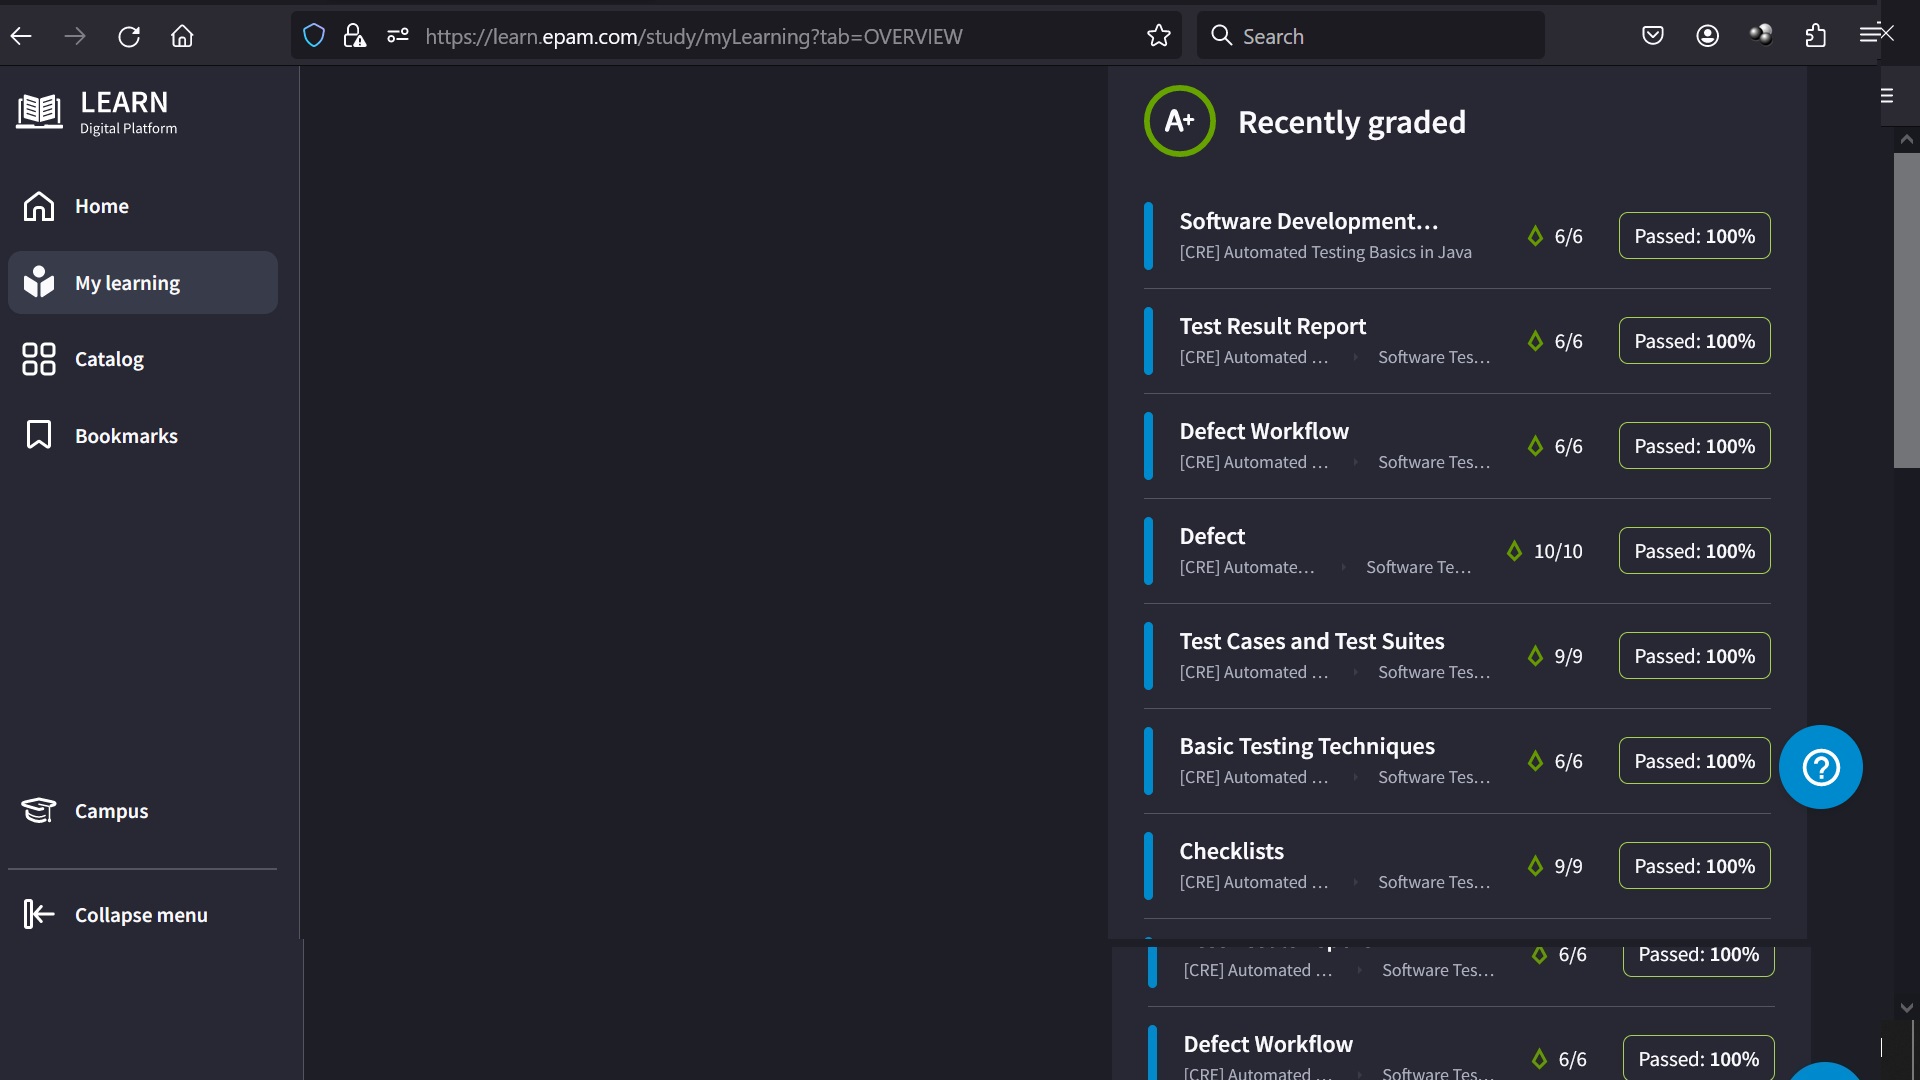 https://learn.epam.com/study/myLearning?tab=OVERVIEW
Search
LEARN
Digital Platform
Home
My learning
Catalog
Bookmarks
Campus
Collapse menu
A+
Recently graded
Software Development...
[CRE] Automated Testing Basics in Java
6/6
Passed: 100%
Test Result Report
[CRE] Automated ... Software Tes...
6/6
Passed: 100%
Defect Workflow
[CRE] Automated ... Software Tes...
6/6
Passed: 100%
Defect
[CRE] Automate... Software Te...
10/10
Passed: 100%
Test Cases and Test Suites
[CRE] Automated ... Software Tes...
9/9
Passed: 100%
Basic Testing Techniques
[CRE] Automated ... Software Tes...
6/6
Passed: 100%
Checklists
[CRE] Automated ... Software Tes...
9/9
Passed: 100%
[CRE] Automated ... Software Tes...
6/6
Passed: 100%
Defect Workflow
[CRE] Automated ... Software Tes...
6/6
Passed: 100%